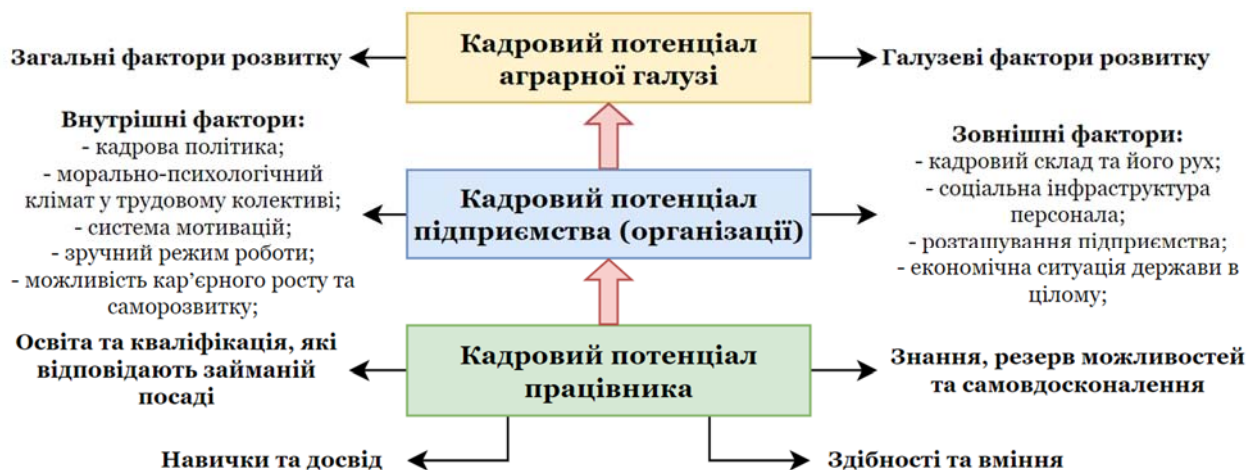 Кадровий потенціал
аграрної галузі
Загальні фактори розвитку
Галузеві фактори розвитку
Внутрішні фактори:
- кадрова політика;
- морально-психологічний
клімат у трудовому колективі;
- система мотивацій;
- зручний режим роботи;
- можливість кар’єрного росту та
саморозвитку;
Кадровий потенціал
підприємства (організації)
Зовнішні фактори:
- кадровий склад та його рух;
- соціальна інфраструктура
персонала;
- розташування підприємства;
- економічна ситуація держави в
цілому;
Освіта та кваліфікація, які
відповідають займаній
посаді
Кадровий потенціал
працівника
Знання, резерв можливостей
та самовдосконалення
Навички та досвід
Здібності та вміння